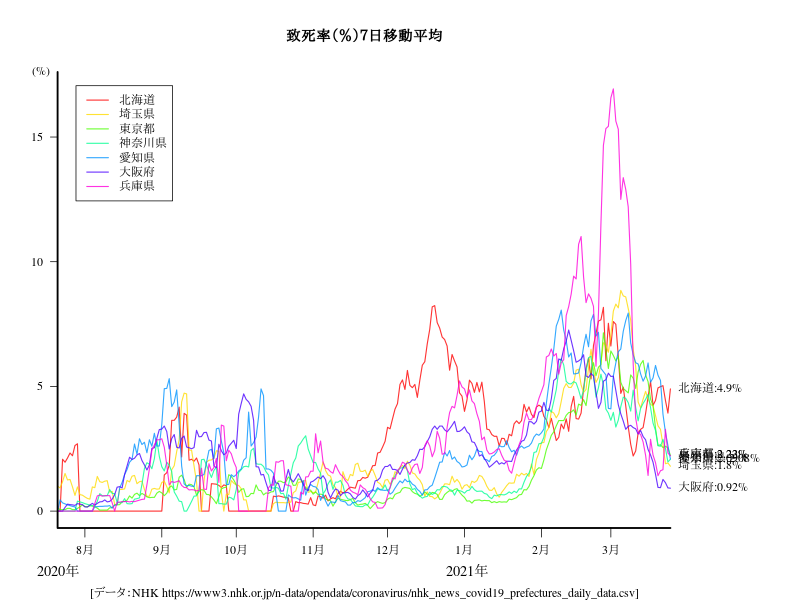 致死率(%)7日移動平均
(%)
15
10
5
0
北海道
埼玉県
東京都
神奈川県
愛知県
大阪府
兵庫県
北海道:4.9%
埼玉県:1.8%
大阪府:0.92%
8月
9月
10月
11月
12月
1月
2月
3月
2020年
2021年
[データ:NHK https://www3.nhk.or.jp/n-data/opendata/coronavirus/nhk_news_covid19_prefectures_daily_data.csv]